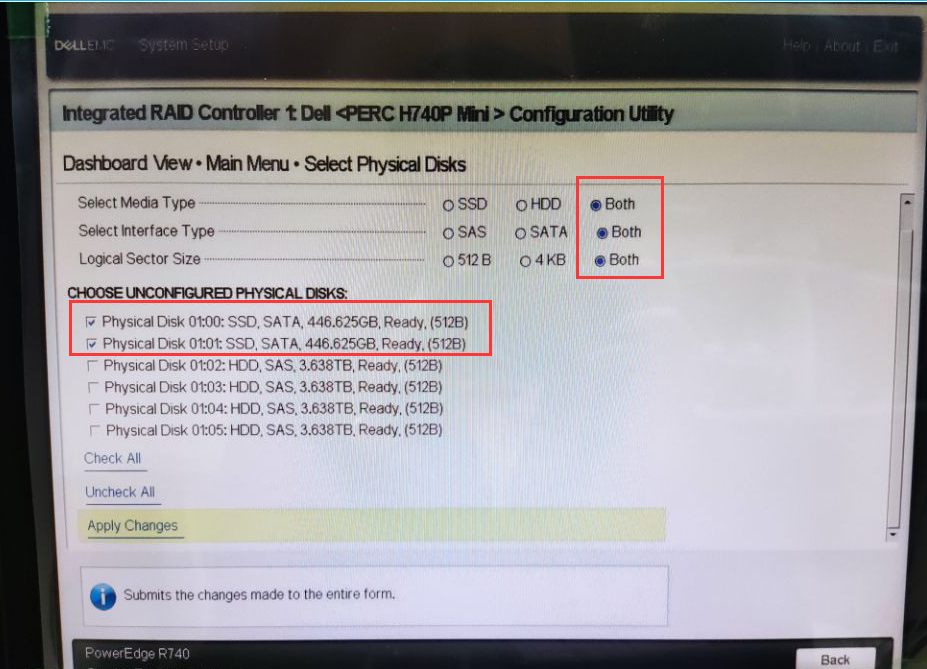 DELLEMC System Setup Help | About | Exit
Integrated RAID Controller 1: Dell <PERC H740P Mini> Configuration Utility
Dashboard View • Main Menu • Select Physical Disks
Select Media Type SSD HDD Both
Select Interface Type SAS SATA Both
Logical Sector Size 512 B 4 KB Both
CHOOSE UNCONFIGURED PHYSICAL DISKS:
Physical Disk 01:00: SSD, SATA, 446.625GB, Ready, (512B)
Physical Disk 01:01: SSD, SATA, 446.625GB, Ready, (512B)
Physical Disk 01:02: HDD, SAS, 3.638TB, Ready, (512B)
Physical Disk 01:03: HDD, SAS, 3.638TB, Ready, (512B)
Physical Disk 01:04: HDD, SAS, 3.638TB, Ready, (512B)
Physical Disk 01:05: HDD, SAS, 3.638TB, Ready, (512B)
Check All
Uncheck All
Apply Changes
Submits the changes made to the entire form.
PowerEdge R740
Back